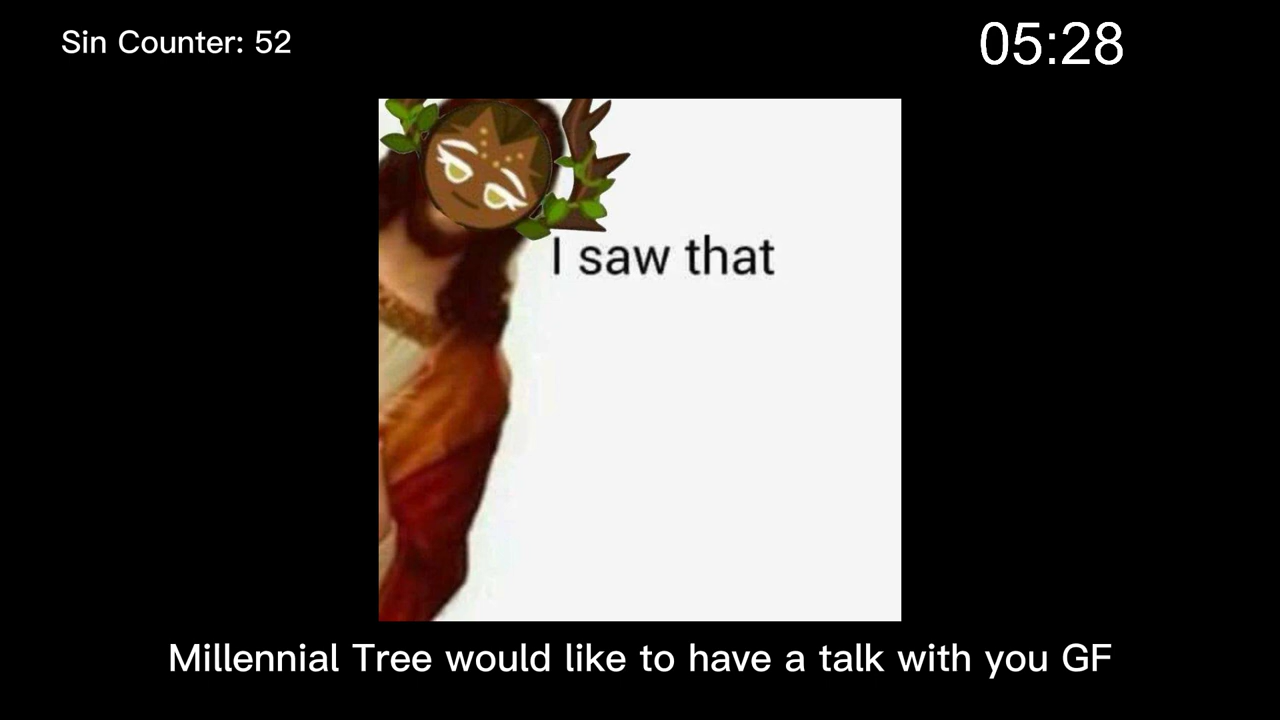 Sin Counter: 52
05:28
I saw that
Millennial Tree would like to have a talk with you GF